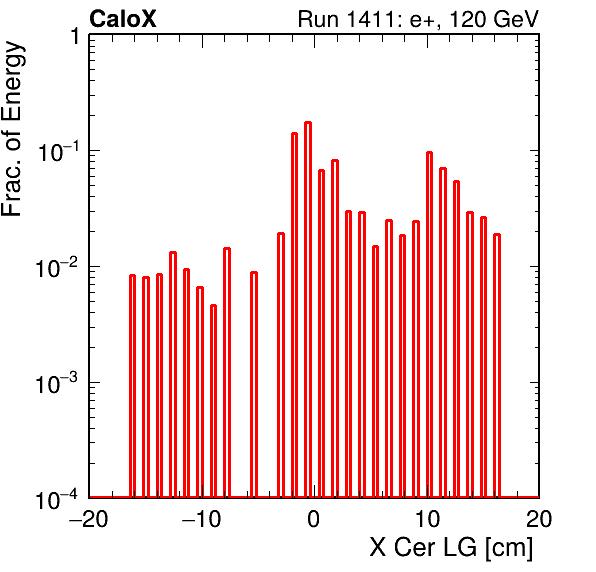 CaloX Run 1411: e+, 120 GeV
Frac. of Energy
1
10⁻¹
10⁻²
10⁻³
10⁻⁴
−20 −10 0 10 20
X Cer LG [cm]